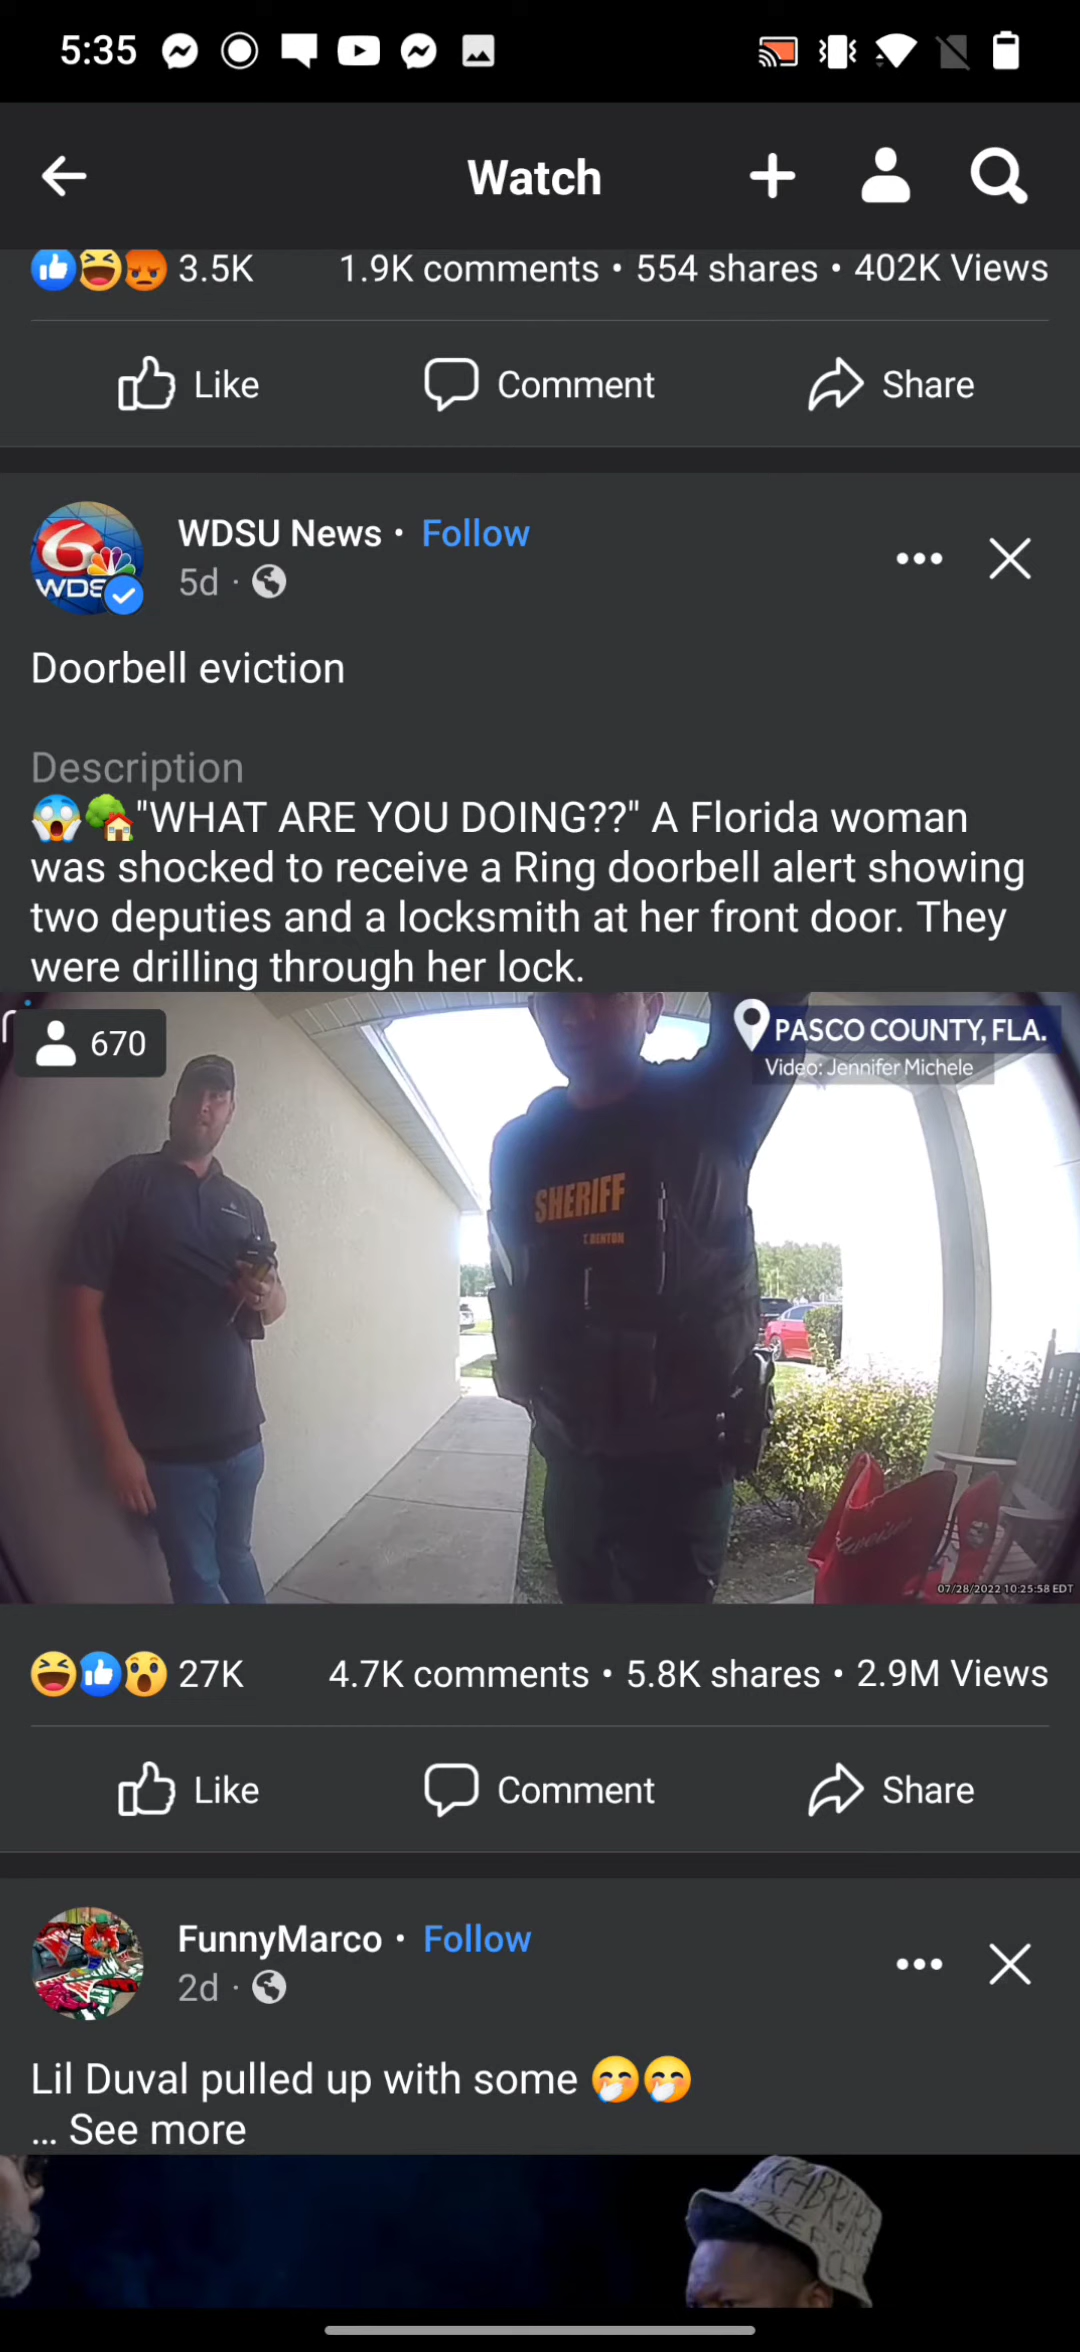 5:35
Watch
3.5K 1.9K comments • 554 shares • 402K Views
Like Comment Share
6
WDS
WDSU News • Follow
5d ·
Doorbell eviction
Description
"WHAT ARE YOU DOING??" A Florida woman
was shocked to receive a Ring doorbell alert showing
two deputies and a locksmith at her front door. They
were drilling through her lock.
670
PASCO COUNTY, FLA.
Video: Jennifer Michele
SHERIFF
T. BENTON
07/28/2022 10:25:58 EDT
27K 4.7K comments • 5.8K shares • 2.9M Views
Like Comment Share
FunnyMarco • Follow
2d ·
Lil Duval pulled up with some
... See more